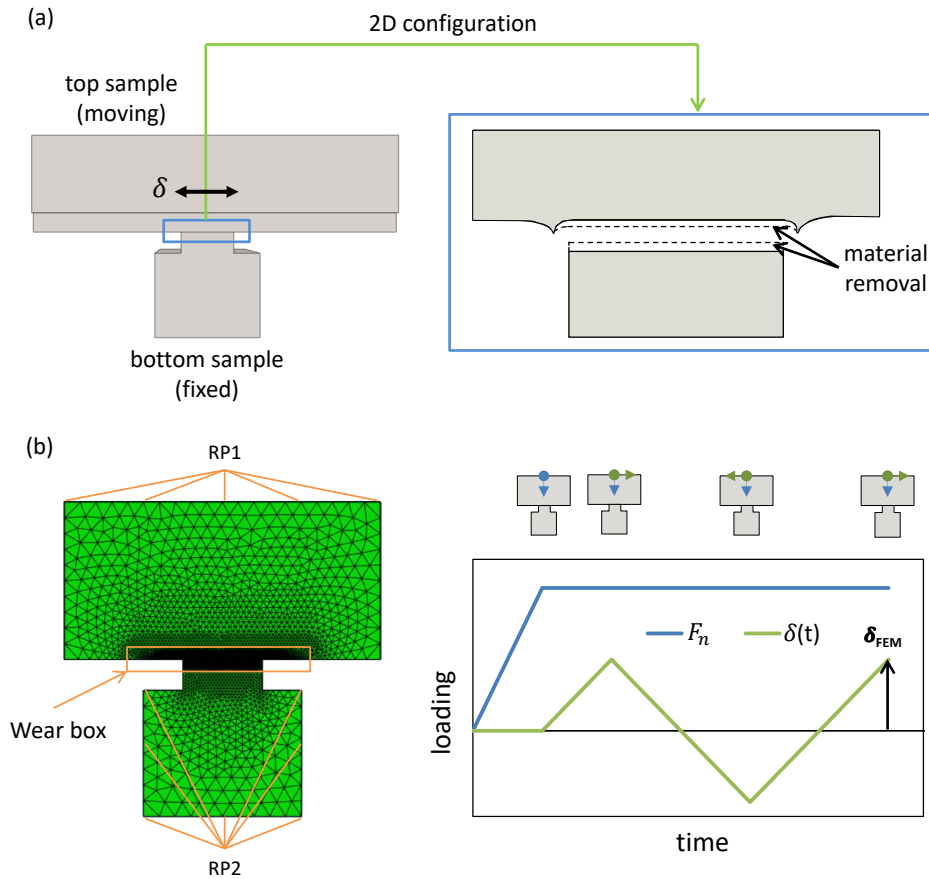 (a)
2D configuration
top sample
(moving)
δ
material
removal
bottom sample
(fixed)
(b)
RP1
Wear box
RP2
F_n
δ(t)
δ_FEM
loading
time